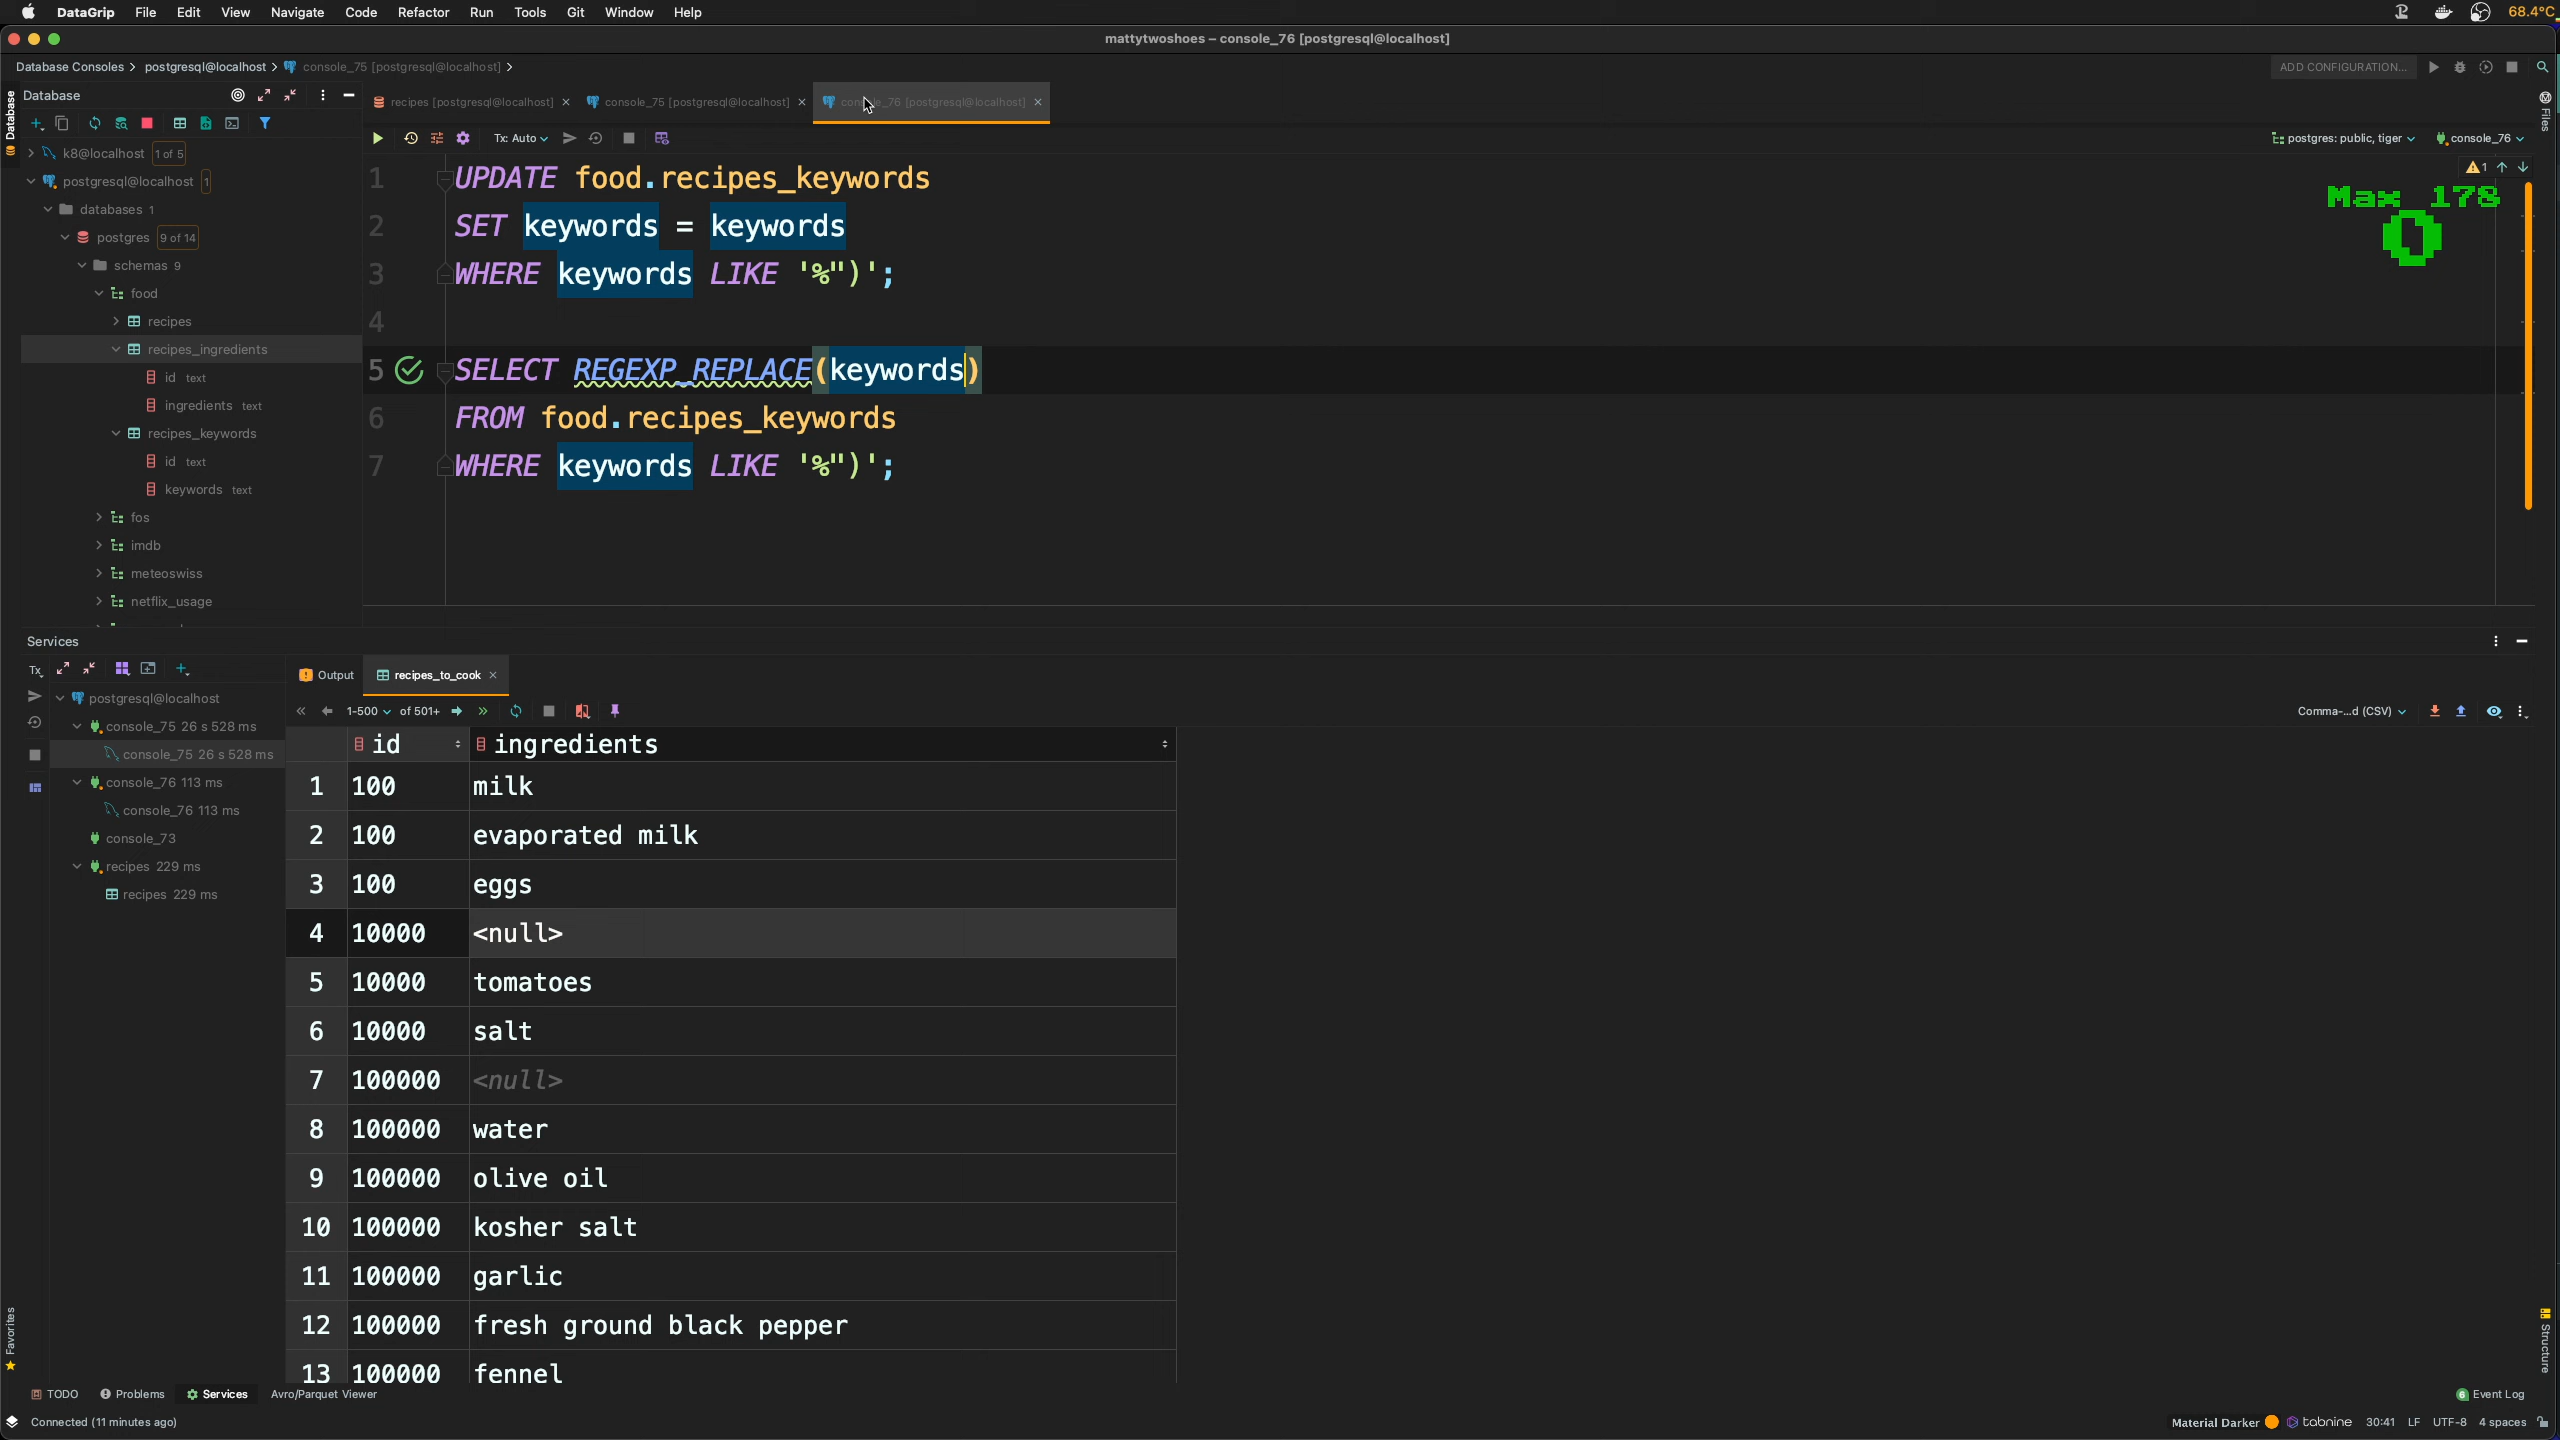 DataGrip File Edit View Navigate Code Refactor Run Tools Git Window Help 68.4°C
mattytwoshoes – console_76 [postgresql@localhost]
Database Consoles postgresql@localhost console_75 [postgresql@localhost] ADD CONFIGURATION...
Database
Database
recipes [postgresql@localhost] console_75 [postgresql@localhost] [postgresql@localhost]
Tx: Auto postgres: public, tiger console_76
k8@localhost 1 of 5
postgresql@localhost 1
databases 1
postgres 9 of 14
schemas 9
food
recipes
recipes_ingredients
id text
ingredients text
recipes_keywords
id text
keywords text
fos
imdb
meteoswiss
netflix_usage
1 UPDATE food.recipes_keywords
2 SET keywords = keywords
3 WHERE keywords LIKE '%")';
4
5 SELECT REGEXP_REPLACE(keywords)
6 FROM food.recipes_keywords
7 WHERE keywords LIKE '%")';
1
Max 178
0
Files
Services
Tx
postgresql@localhost
console_75 26 s 528 ms
console_75 26 s 528 ms
console_76 113 ms
console_76 113 ms
console_73
recipes 229 ms
recipes 229 ms
Output recipes_to_cook
1-500 of 501+ Comma-...d (CSV)
id ingredients
1 100 milk
2 100 evaporated milk
3 100 eggs
4 10000 <null>
5 10000 tomatoes
6 10000 salt
7 100000 <null>
8 100000 water
9 100000 olive oil
10 100000 kosher salt
11 100000 garlic
12 100000 fresh ground black pepper
13 100000 fennel
Favorites
Structure
TODO Problems Services Avro/Parquet Viewer 6 Event Log
Connected (11 minutes ago) Material Darker tabnine 30:41 LF UTF-8 4 spaces